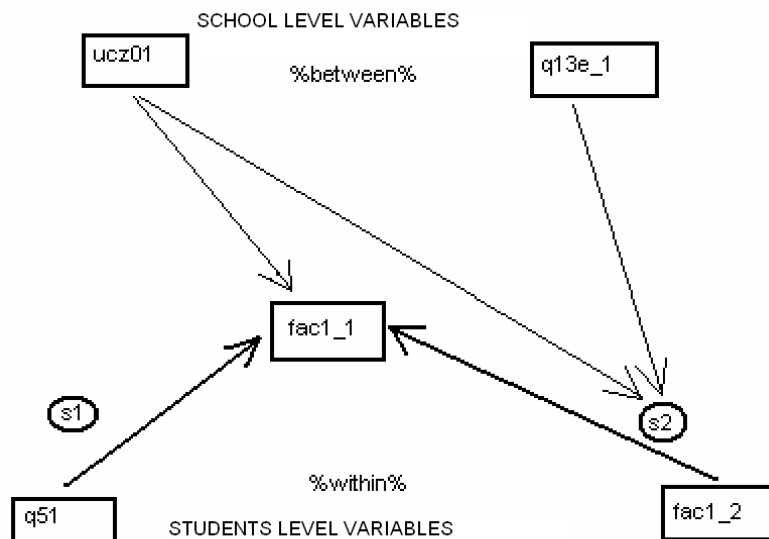 SCHOOL LEVEL VARIABLES
ucz01
q13e_1
%between%
fac1_1
s1
s2
%within%
q51
fac1_2
STUDENTS LEVEL VARIABLES